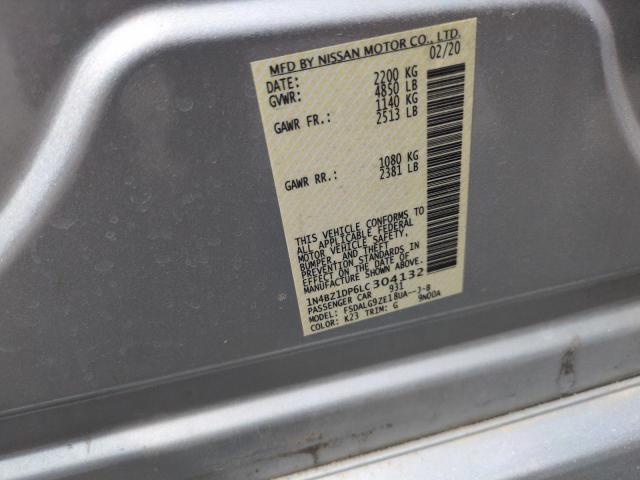 MFD BY NISSAN MOTOR CO., LTD.
DATE: 02/20
GVWR: 2200 KG
4850 LB
GAWR FR.: 1140 KG
2513 LB
GAWR RR.: 1080 KG
2381 LB
THIS VEHICLE CONFORMS TO
ALL APPLICABLE FEDERAL
MOTOR VEHICLE SAFETY,
BUMPER, AND THEFT
PREVENTION STANDARDS IN
EFFECT ON THE DATE OF
MANUFACTURE SHOWN ABOVE.
1N4BZ1DP6LC304132
PASSENGER CAR 931
MODEL: FSDALG9ZE18UA--J-B
COLOR: K23 TRIM: G 9N00A